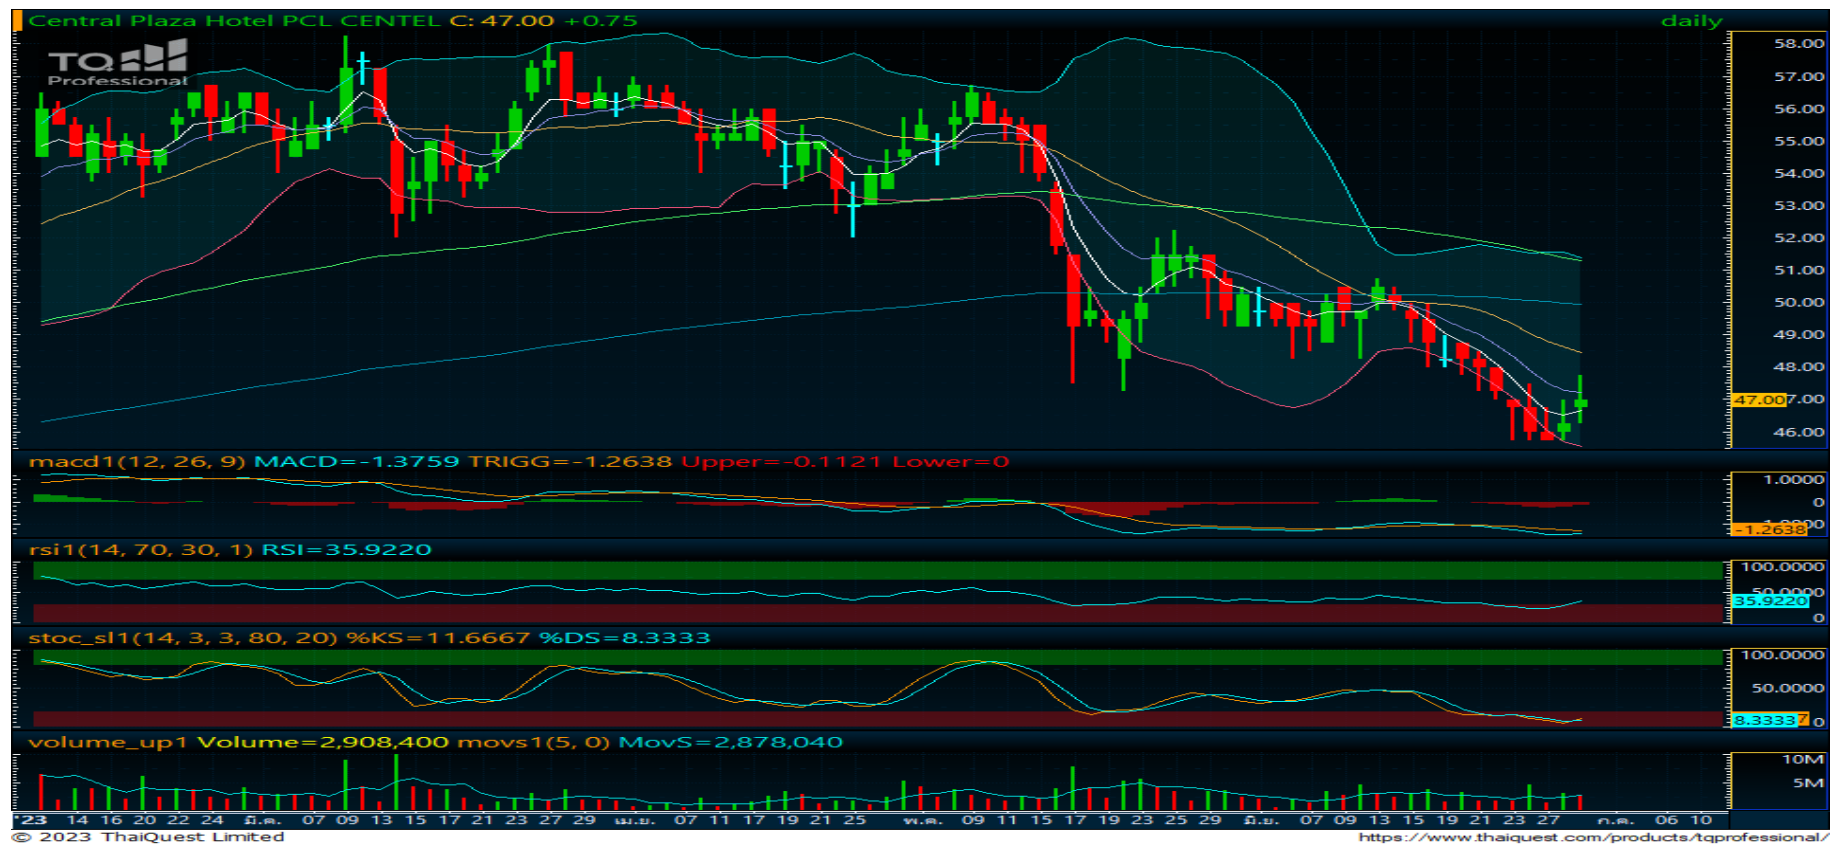 Central Plaza Hotel PCL CENTEL C: 47.00 +0.75 daily
TQ
Professional
58.00
57.00
56.00
55.00
54.00
53.00
52.00
51.00
50.00
49.00
48.00
47.00 7.00
46.00
macd1(12, 26, 9) MACD=-1.3759 TRIGG=-1.2638 Upper=-0.1121 Lower=0
1.0000
0
-1.2638
rsi1(14, 70, 30, 1) RSI=35.9220
100.0000
50.0000
35.9220
0
stoc_sl1(14, 3, 3, 80, 20) %KS=11.6667 %DS=8.3333
100.0000
50.0000
8.3333 0
volume_up1 Volume=2,908,400 movs1(5, 0) MovS=2,878,040
10M
5M
'23 14 16 20 22 24 มี.ค. 07 09 13 15 17 21 23 27 29 เม.ย. 07 11 17 19 21 25 พ.ค. 09 11 15 17 19 23 25 29 มิ.ย. 07 09 13 15 19 21 23 27 ก.ค. 06 10
© 2023 ThaiQuest Limited https://www.thaiquest.com/products/tqprofessional/